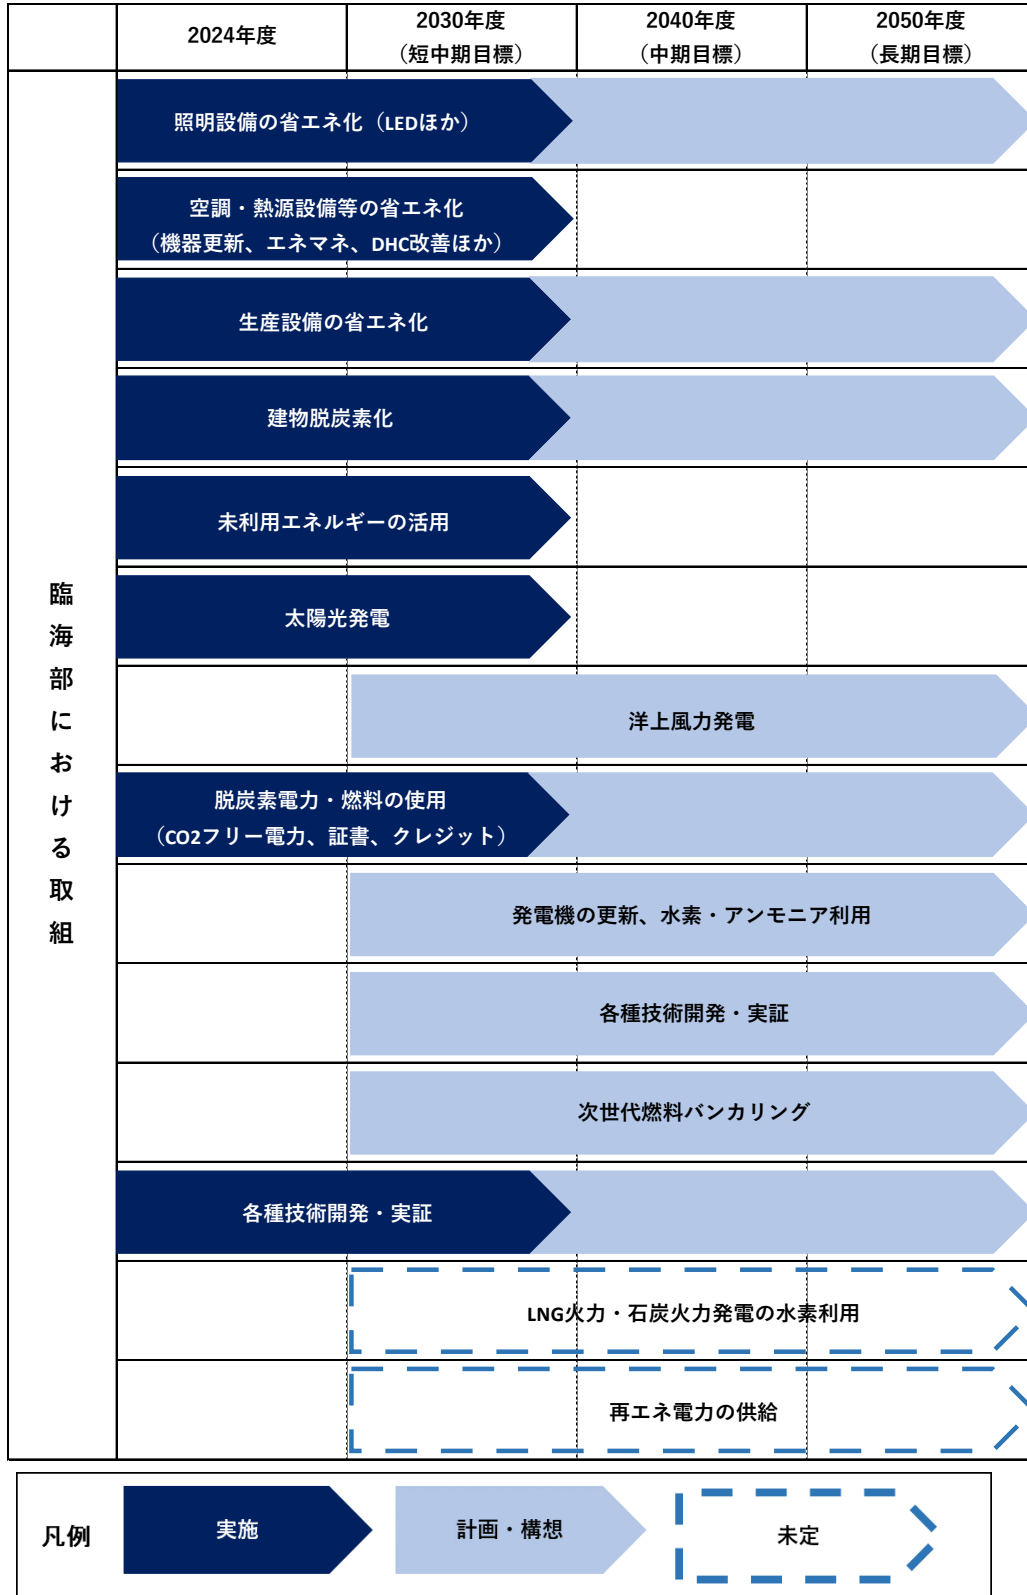 2024年度
2030年度
（短中期目標）
2040年度
（中期目標）
2050年度
（長期目標）
臨海部における取組
照明設備の省エネ化（LEDほか）
空調・熱源設備等の省エネ化
（機器更新、エネマネ、DHC改善ほか）
生産設備の省エネ化
建物脱炭素化
未利用エネルギーの活用
太陽光発電
洋上風力発電
脱炭素電力・燃料の使用
（CO2フリー電力、証書、クレジット）
発電機の更新、水素・アンモニア利用
各種技術開発・実証
次世代燃料バンカリング
各種技術開発・実証
LNG火力・石炭火力発電の水素利用
再エネ電力の供給
凡例
実施
計画・構想
未定